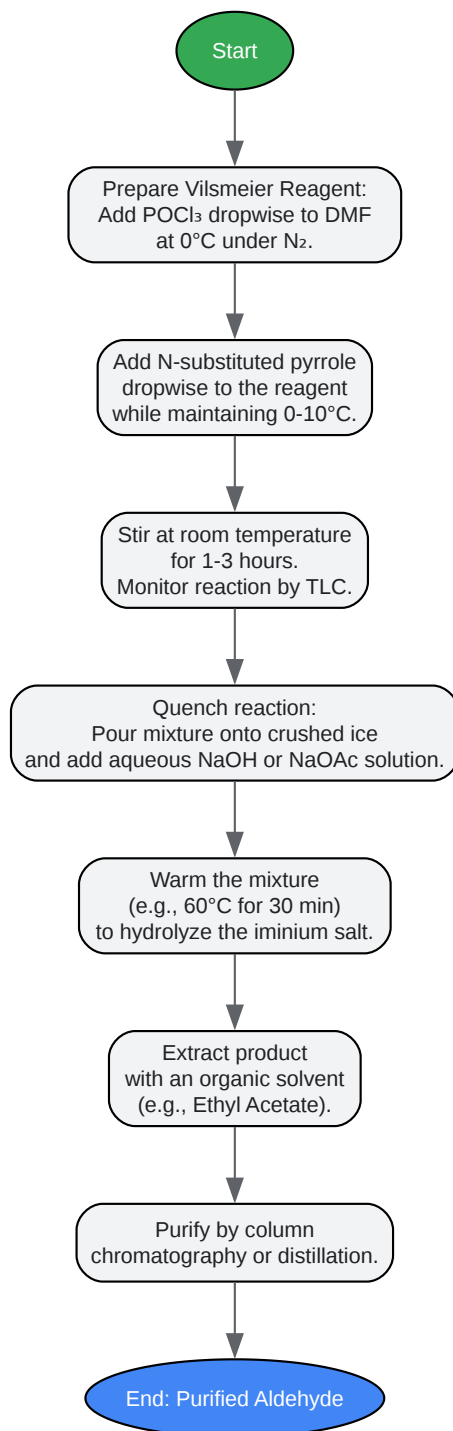 Start
Prepare Vilsmeier Reagent:
Add POCl₃ dropwise to DMF
at 0°C under N₂.
Add N-substituted pyrrole
dropwise to the reagent
while maintaining 0-10°C.
Stir at room temperature
for 1-3 hours.
Monitor reaction by TLC.
Quench reaction:
Pour mixture onto crushed ice
and add aqueous NaOH or NaOAc solution.
Warm the mixture
(e.g., 60°C for 30 min)
to hydrolyze the iminium salt.
Extract product
with an organic solvent
(e.g., Ethyl Acetate).
Purify by column
chromatography or distillation.
End: Purified Aldehyde